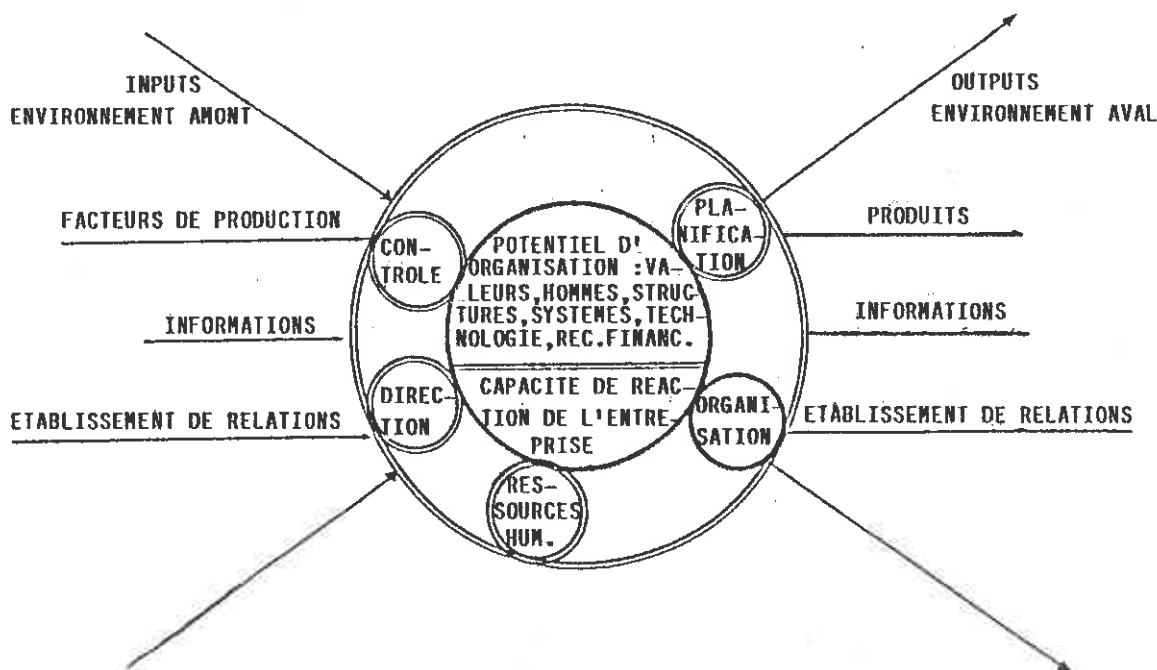 INPUTS
ENVIRONNEMENT AMONT
FACTEURS DE PRODUCTION
INFORMATIONS
ETABLISSEMENT DE RELATIONS
CON-
TROLE
DIREC-
TION
RES-
SOURCES
HUM.
POTENTIEL D'
ORGANISATION :VA-
LEURS,HOMMES,STRUC-
TURES,SYSTEMES,TECH-
NOLOGIE,REC.FINANC.
CAPACITE DE REAC-
TION DE L'ENTRE-
PRISE
PLA-
NIFICA-
TION
ORGANI-
SATION
OUTPUTS
ENVIRONNEMENT AVAL
PRODUITS
INFORMATIONS
ETABLISSEMENT DE RELATIONS